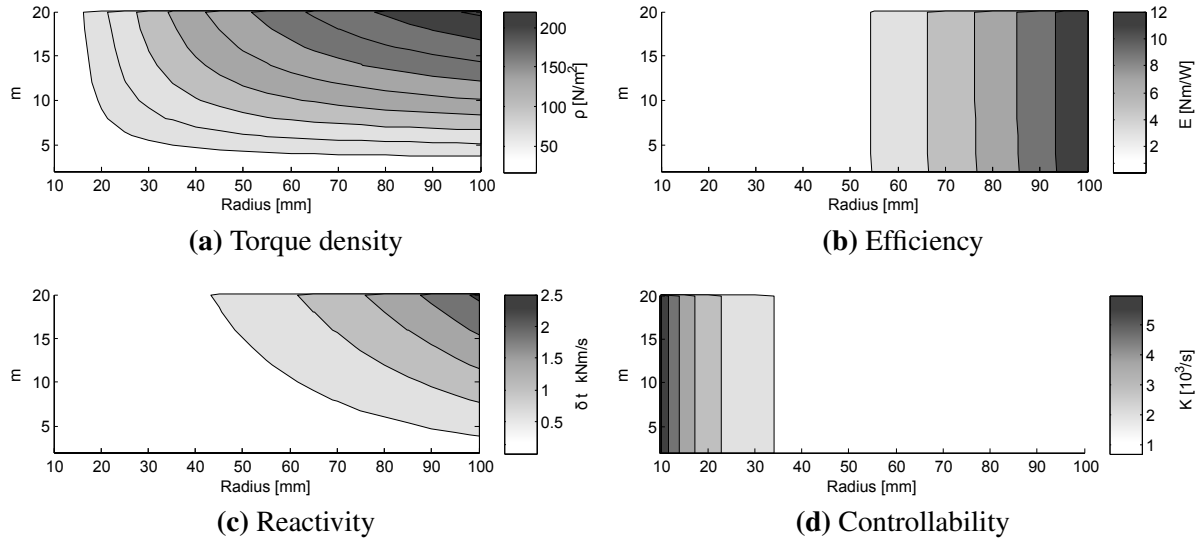 20
15
10
5
m
10 20 30 40 50 60 70 80 90 100
Radius [mm]
200
150
100
50
ρ [N/m²]
(a) Torque density
20
15
10
5
m
10 20 30 40 50 60 70 80 90 100
Radius [mm]
12
10
8
6
4
2
E [Nm/W]
(b) Efficiency
20
15
10
5
m
10 20 30 40 50 60 70 80 90 100
Radius [mm]
2.5
2
1.5
1
0.5
δ t kNm/s
(c) Reactivity
20
15
10
5
m
10 20 30 40 50 60 70 80 90 100
Radius [mm]
5
4
3
2
1
K [10³/s]
(d) Controllability